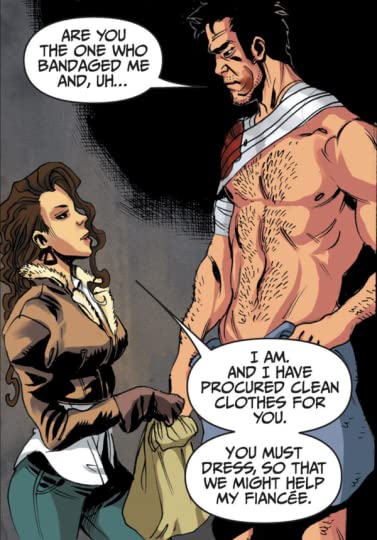 ARE YOU
THE ONE WHO
BANDAGED ME
AND, UH...
I AM.
AND I HAVE
PROCURED CLEAN
CLOTHES FOR
YOU.
YOU MUST
DRESS, SO THAT
WE MIGHT HELP
MY FIANCÉE.